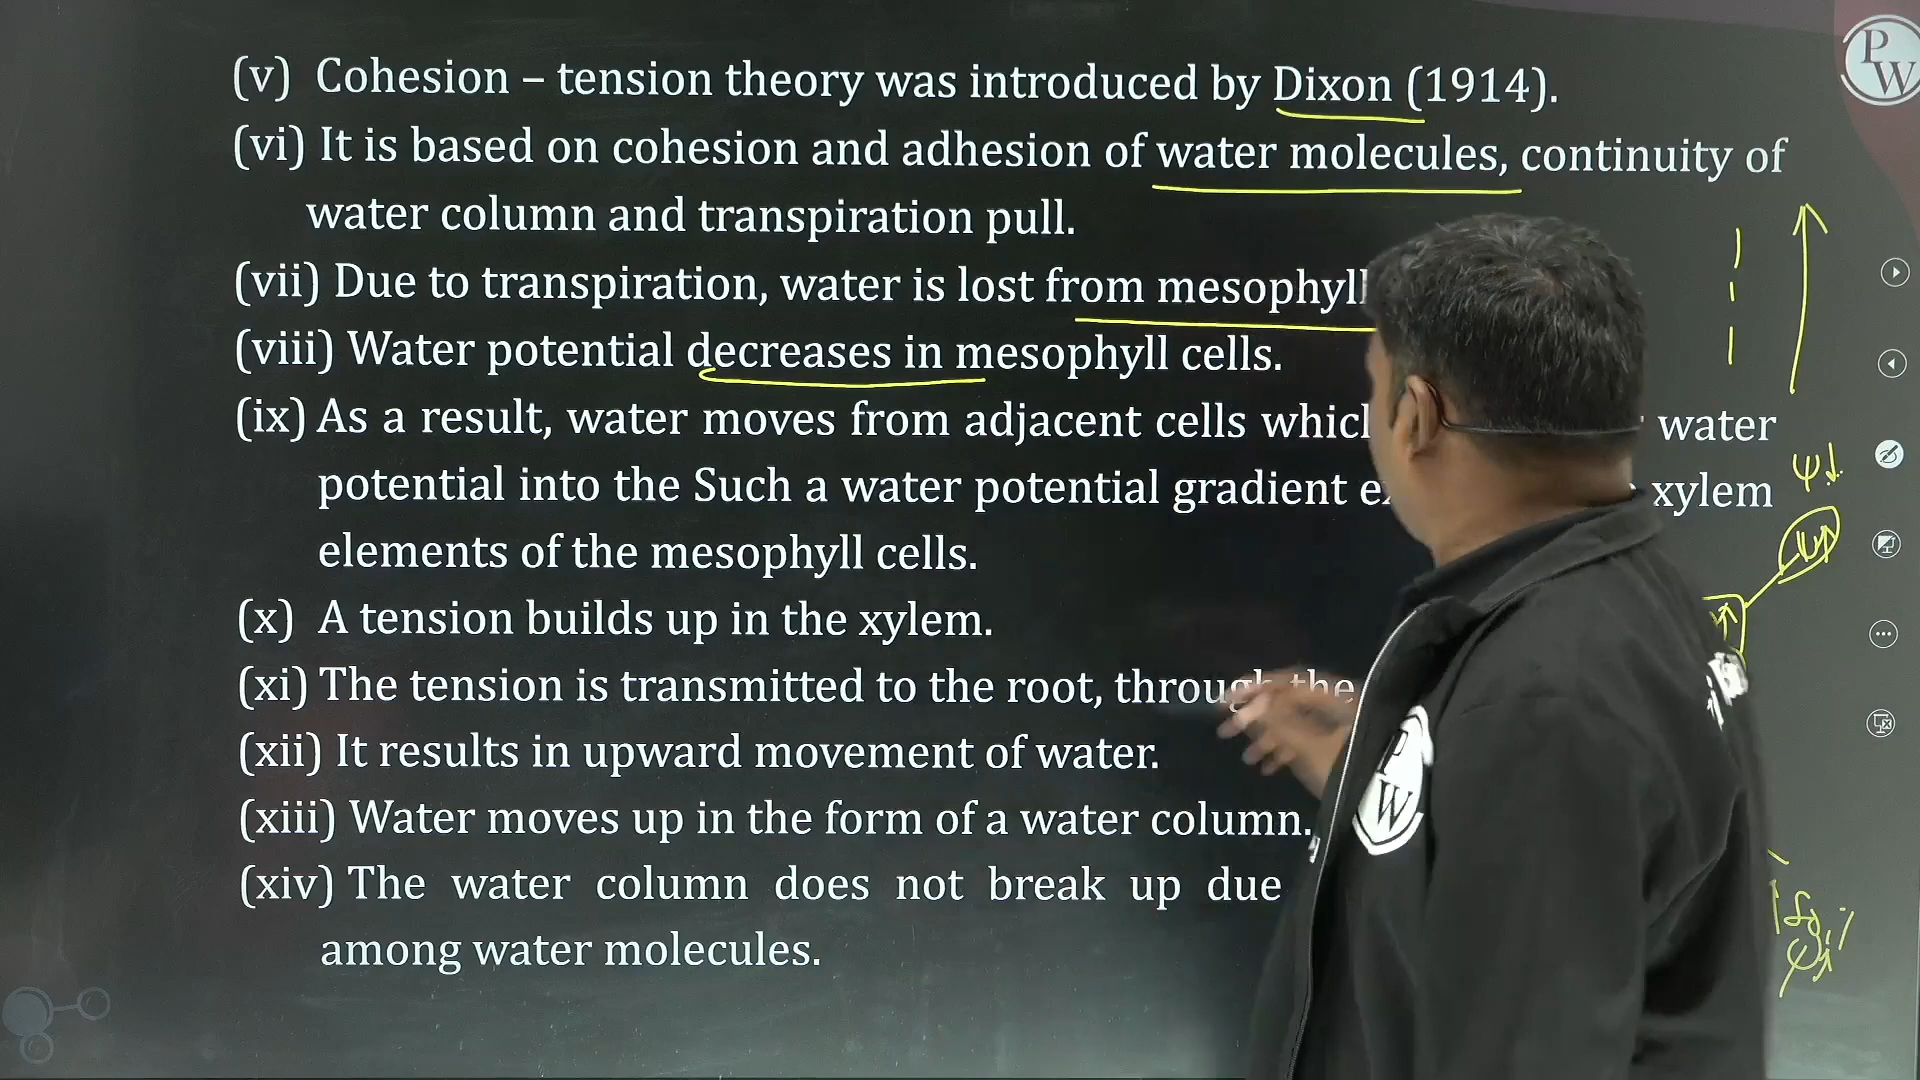 (v) Cohesion – tension theory was introduced by Dixon (1914).
(vi) It is based on cohesion and adhesion of water molecules, continuity of
water column and transpiration pull.
(vii) Due to transpiration, water is lost from mesophyll
(viii) Water potential decreases in mesophyll cells.
(ix) As a result, water moves from adjacent cells water
potential into the Such a water potential gradient xylem
elements of the mesophyll cells.
(x) A tension builds up in the xylem.
(xi) The tension is transmitted to the root, through the
(xii) It results in upward movement of water.
(xiii) Water moves up in the form of a water column.
(xiv) The water column does not break up due
among water molecules.
ψ↓
PW
PW